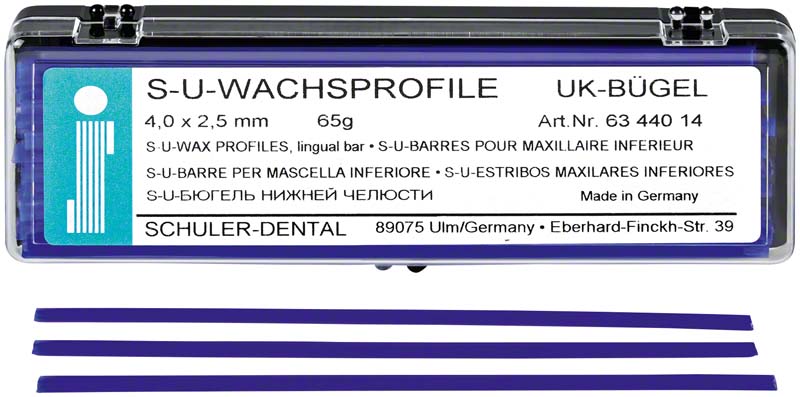 S-U-WACHSPROFILE UK-BÜGEL
4,0 x 2,5 mm 65g Art.Nr. 63 440 14
S-U-WAX PROFILES, lingual bar • S-U-BARRES POUR MAXILLAIRE INFERIEUR
S-U-BARRE PER MASCELLA INFERIORE • S-U-ESTRIBOS MAXILARES INFERIORES
S-U-БЮГЕЛЬ НИЖНЕЙ ЧЕЛЮСТИ Made in Germany
SCHULER-DENTAL 89075 Ulm/Germany • Eberhard-Finckh-Str. 39